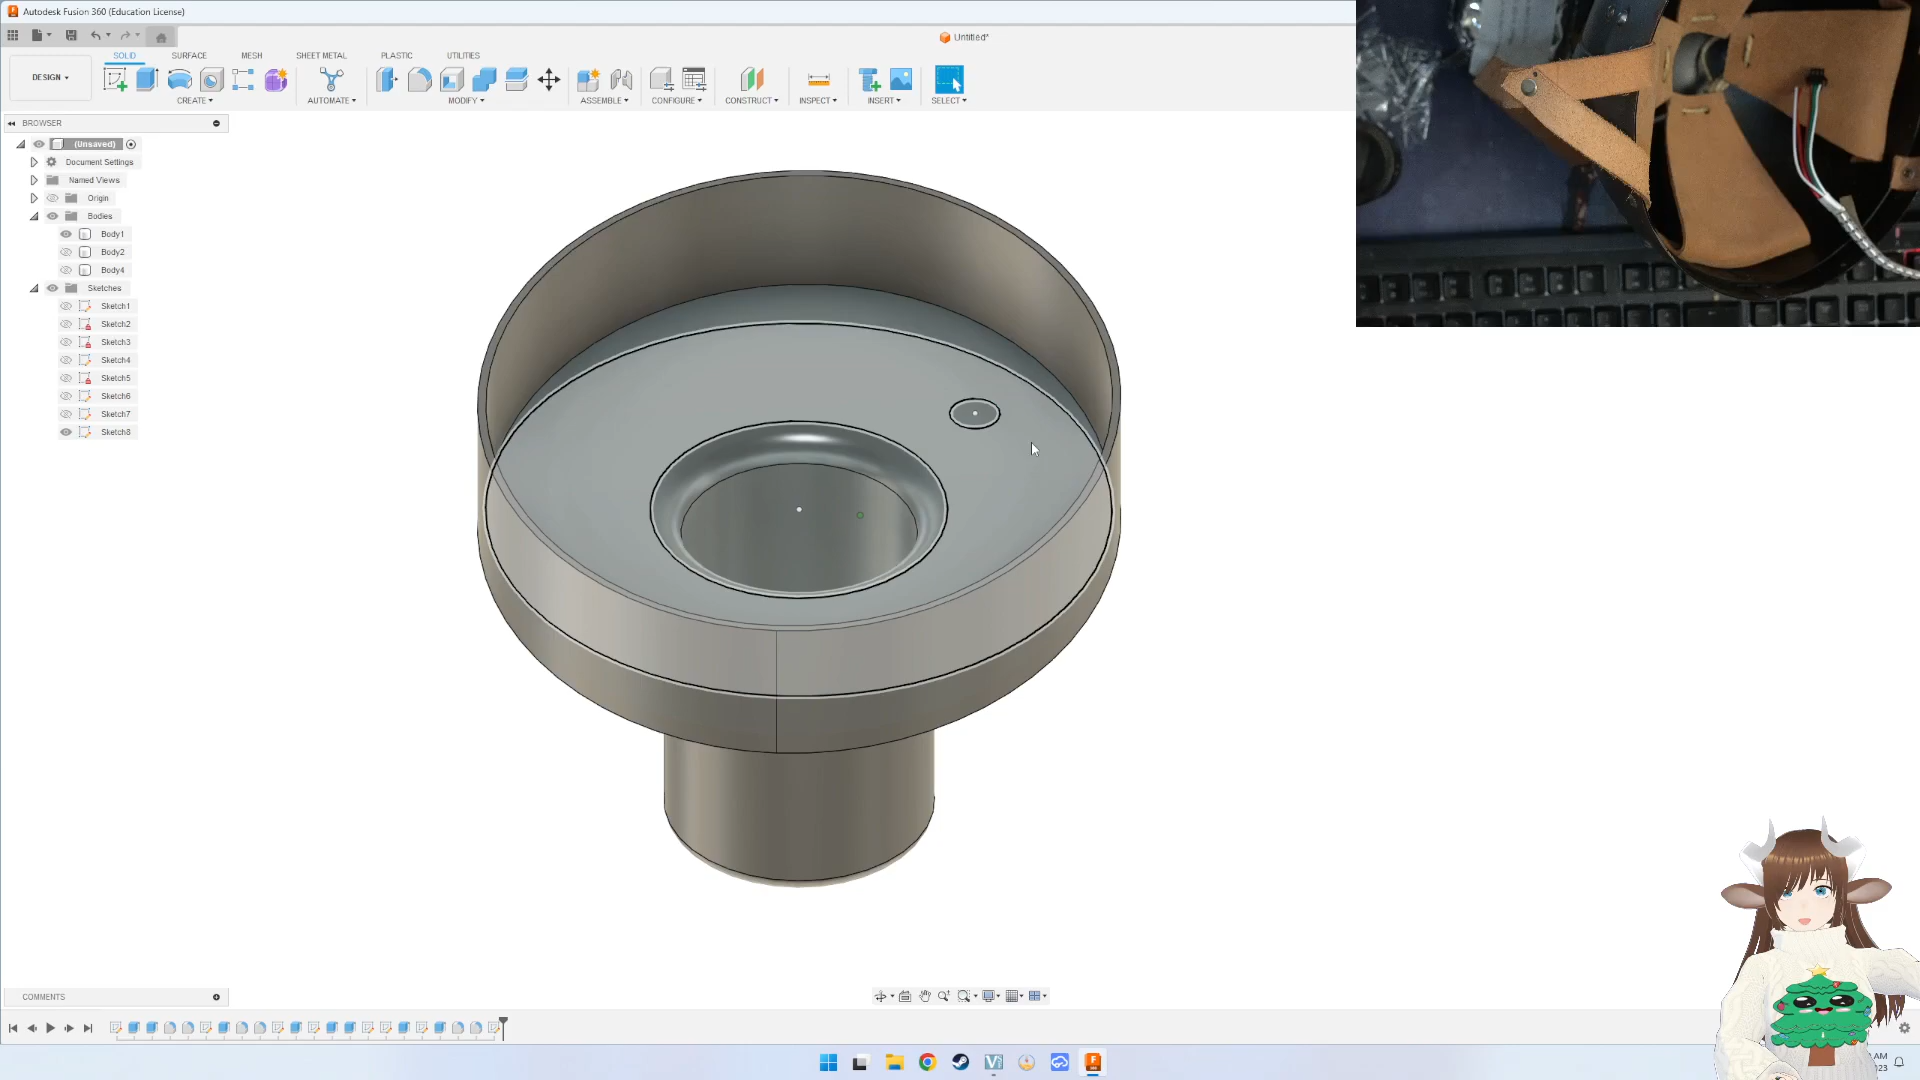 Autodesk Fusion 360 (Education License)
Untitled*
SOLID SURFACE MESH SHEET METAL PLASTIC UTILITIES
DESIGN
CREATE AUTOMATE MODIFY ASSEMBLE CONFIGURE CONSTRUCT INSPECT INSERT SELECT
BROWSER
(Unsaved)
Document Settings
Named Views
Origin
Bodies
Body1
Body2
Body4
Sketches
Sketch1
Sketch2
Sketch3
Sketch4
Sketch5
Sketch6
Sketch7
Sketch8
COMMENTS
AM